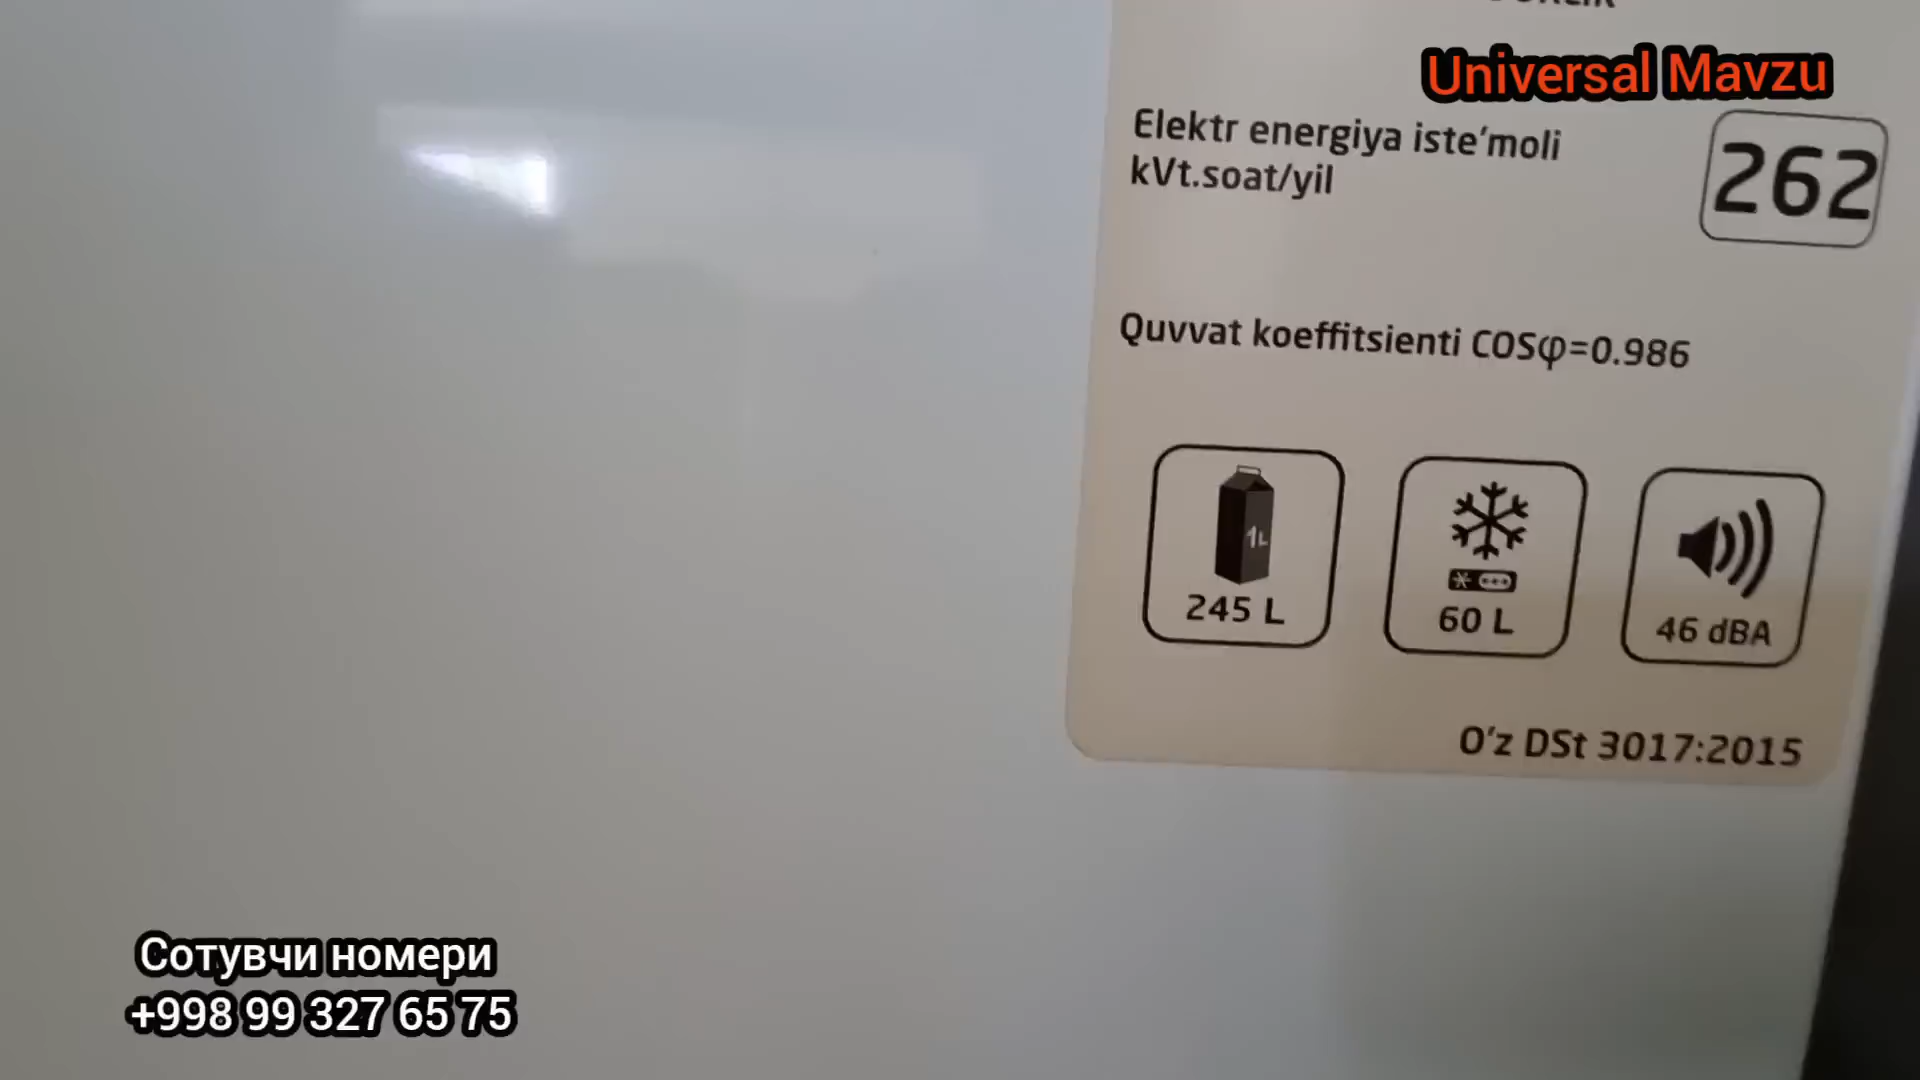 Universal Mavzu
Elektr energiya iste’moli
kVt.soat/yil
262
Quvvat koeffitsienti COSφ=0.986
1L
245 L
60 L
46 dBA
O‘z DSt 3017:2015
Сотувчи номери
+998 99 327 65 75